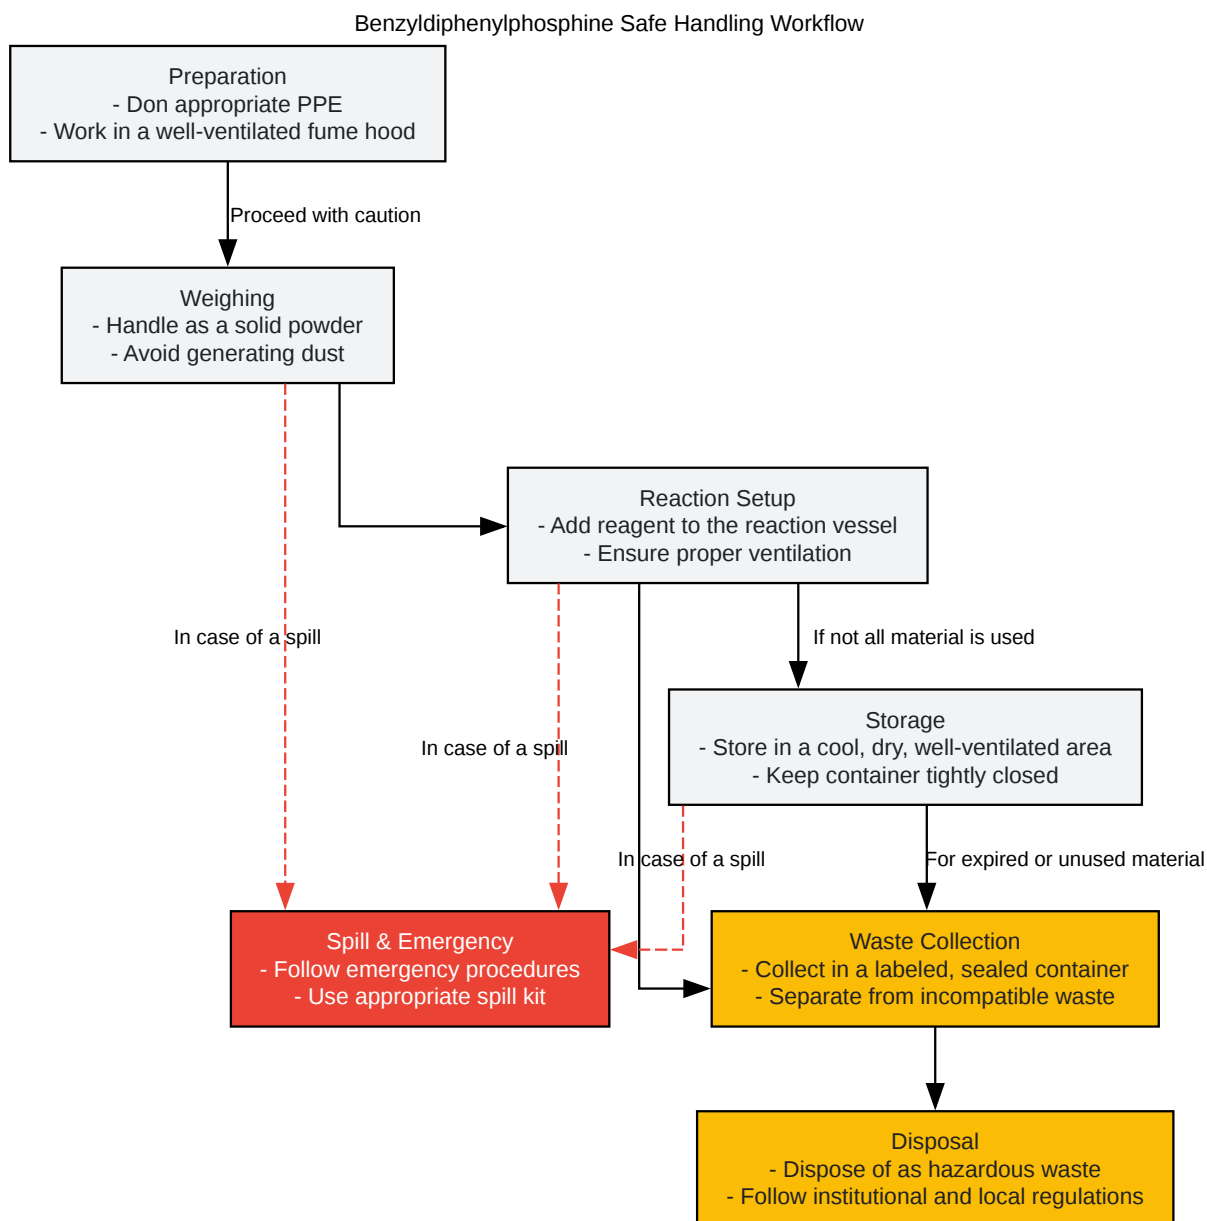 Benzyldiphenylphosphine Safe Handling Workflow
Preparation
- Don appropriate PPE
- Work in a well-ventilated fume hood
Proceed with caution
Weighing
- Handle as a solid powder
- Avoid generating dust
Reaction Setup
- Add reagent to the reaction vessel
- Ensure proper ventilation
In case of a spill
If not all material is used
Storage
- Store in a cool, dry, well-ventilated area
- Keep container tightly closed
In case of a spill
In case of a spill
For expired or unused material
Spill & Emergency
- Follow emergency procedures
- Use appropriate spill kit
Waste Collection
- Collect in a labeled, sealed container
- Separate from incompatible waste
Disposal
- Dispose of as hazardous waste
- Follow institutional and local regulations